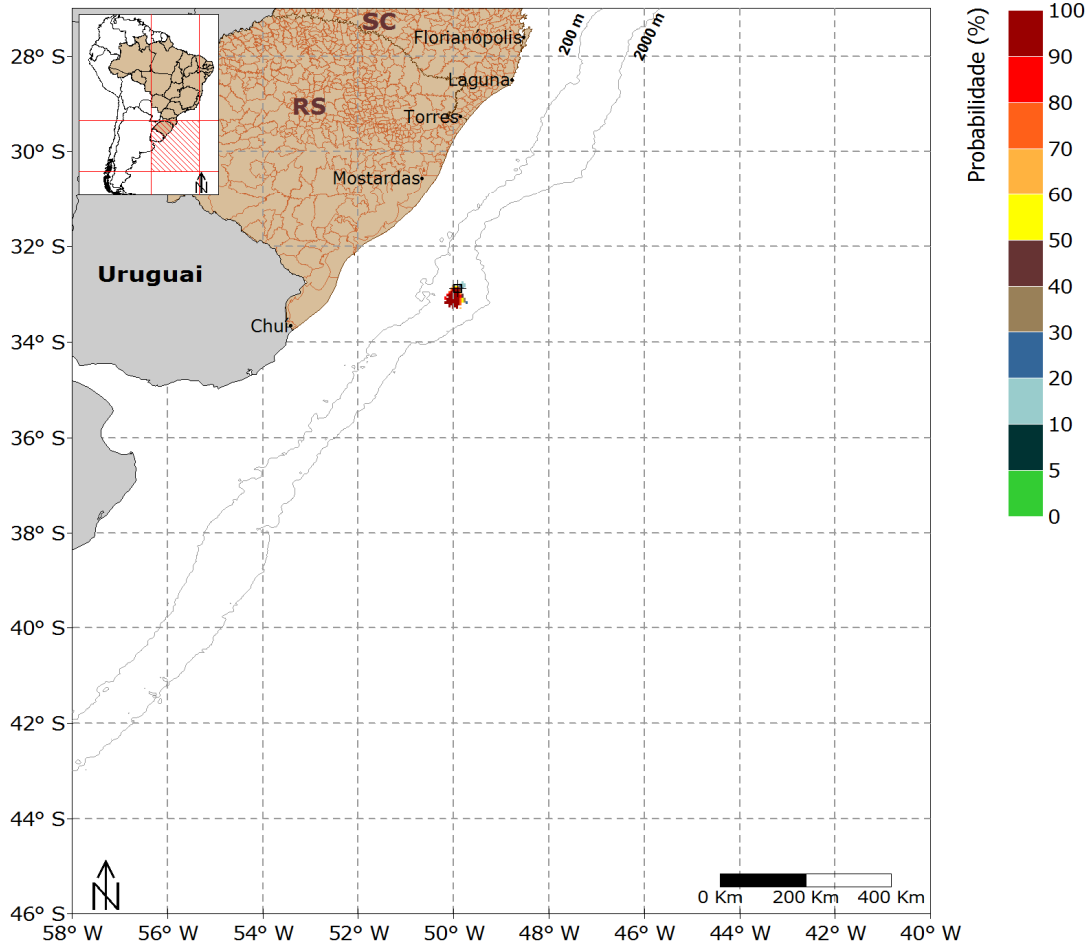 SC
Florianópolis
Laguna
RS
Torres
Mostardas
Uruguai
Chuí
200 m
2000 m
28° S
30° S
32° S
34° S
36° S
38° S
40° S
42° S
44° S
46° S
58° W
56° W
54° W
52° W
50° W
48° W
46° W
44° W
42° W
40° W
N
N
0 Km
200 Km
400 Km
Probabilidade (%)
100
90
80
70
60
50
40
30
20
10
5
0